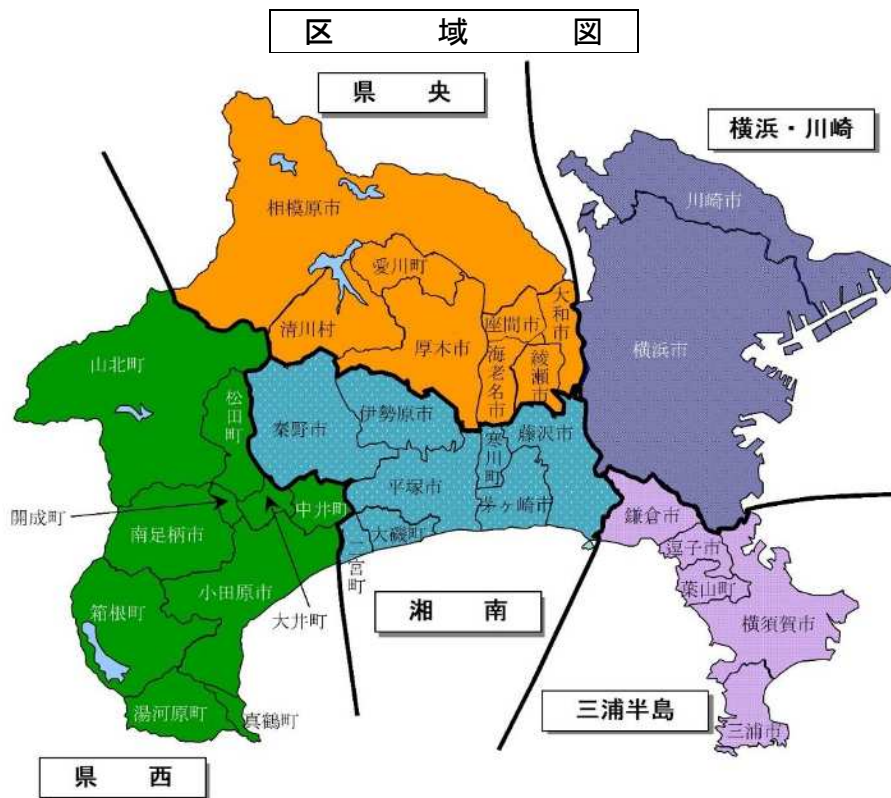 区 域 図
県 央
横浜・川崎
川崎市
相模原市
愛川町
大和市
清川村
座間市
厚木市
横浜市
山北町
海老名市
綾瀬市
松田町
伊勢原市
秦野市
寒川町
藤沢市
平塚市
茅ヶ崎市
中井町
鎌倉市
開成町
南足柄市
大磯町
二宮町
逗子市
葉山町
小田原市
箱根町
大井町
湘 南
横須賀市
湯河原町
真鶴町
三浦半島
三浦市
県 西